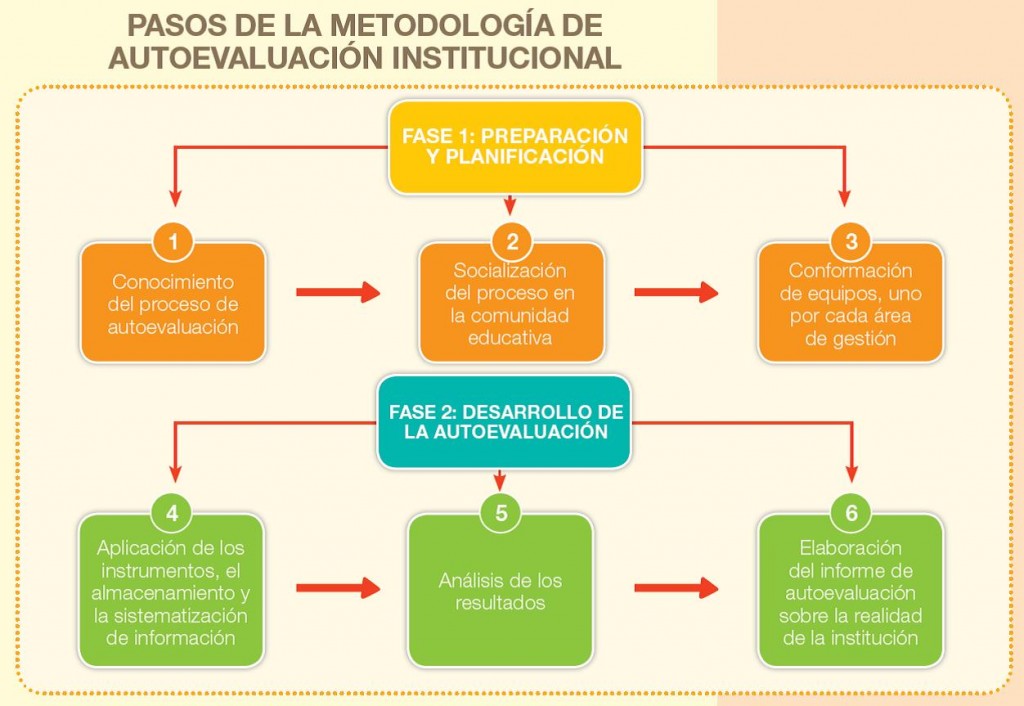 PASOS DE LA METODOLOGÍA DE
AUTOEVALUACIÓN INSTITUCIONAL
FASE 1: PREPARACIÓN
Y PLANIFICACIÓN
1
Conocimiento
del proceso de
autoevaluación
2
Socialización
del proceso en
la comunidad
educativa
3
Conformación
de equipos, uno
por cada área
de gestión
FASE 2: DESARROLLO DE
LA AUTOEVALUACIÓN
4
Aplicación de los
instrumentos, el
almacenamiento y
la sistematización
de información
5
Análisis de los
resultados
6
Elaboración
del informe de
autoevaluación
sobre la realidad
de la institución